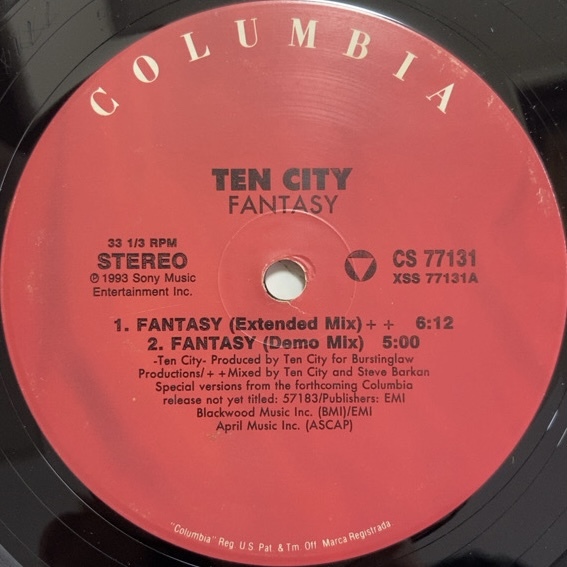 COLUMBIA
TEN CITY
FANTASY
33 1/3 RPM
STEREO
℗ 1993 Sony Music
Entertainment Inc.
CS 77131
XSS 77131A
1. FANTASY (Extended Mix) + + 6:12
2. FANTASY (Demo Mix) 5:00
-Ten City- Produced by Ten City for Burstinglaw
Productions/+ +Mixed by Ten City and Steve Barkan
Special versions from the forthcoming Columbia
release not yet titled: 57183/Publishers: EMI
Blackwood Music Inc. (BMI)/EMI
April Music Inc. (ASCAP)
"Columbia" Reg. U.S. Pat. & Tm. Off. Marca Registrada.